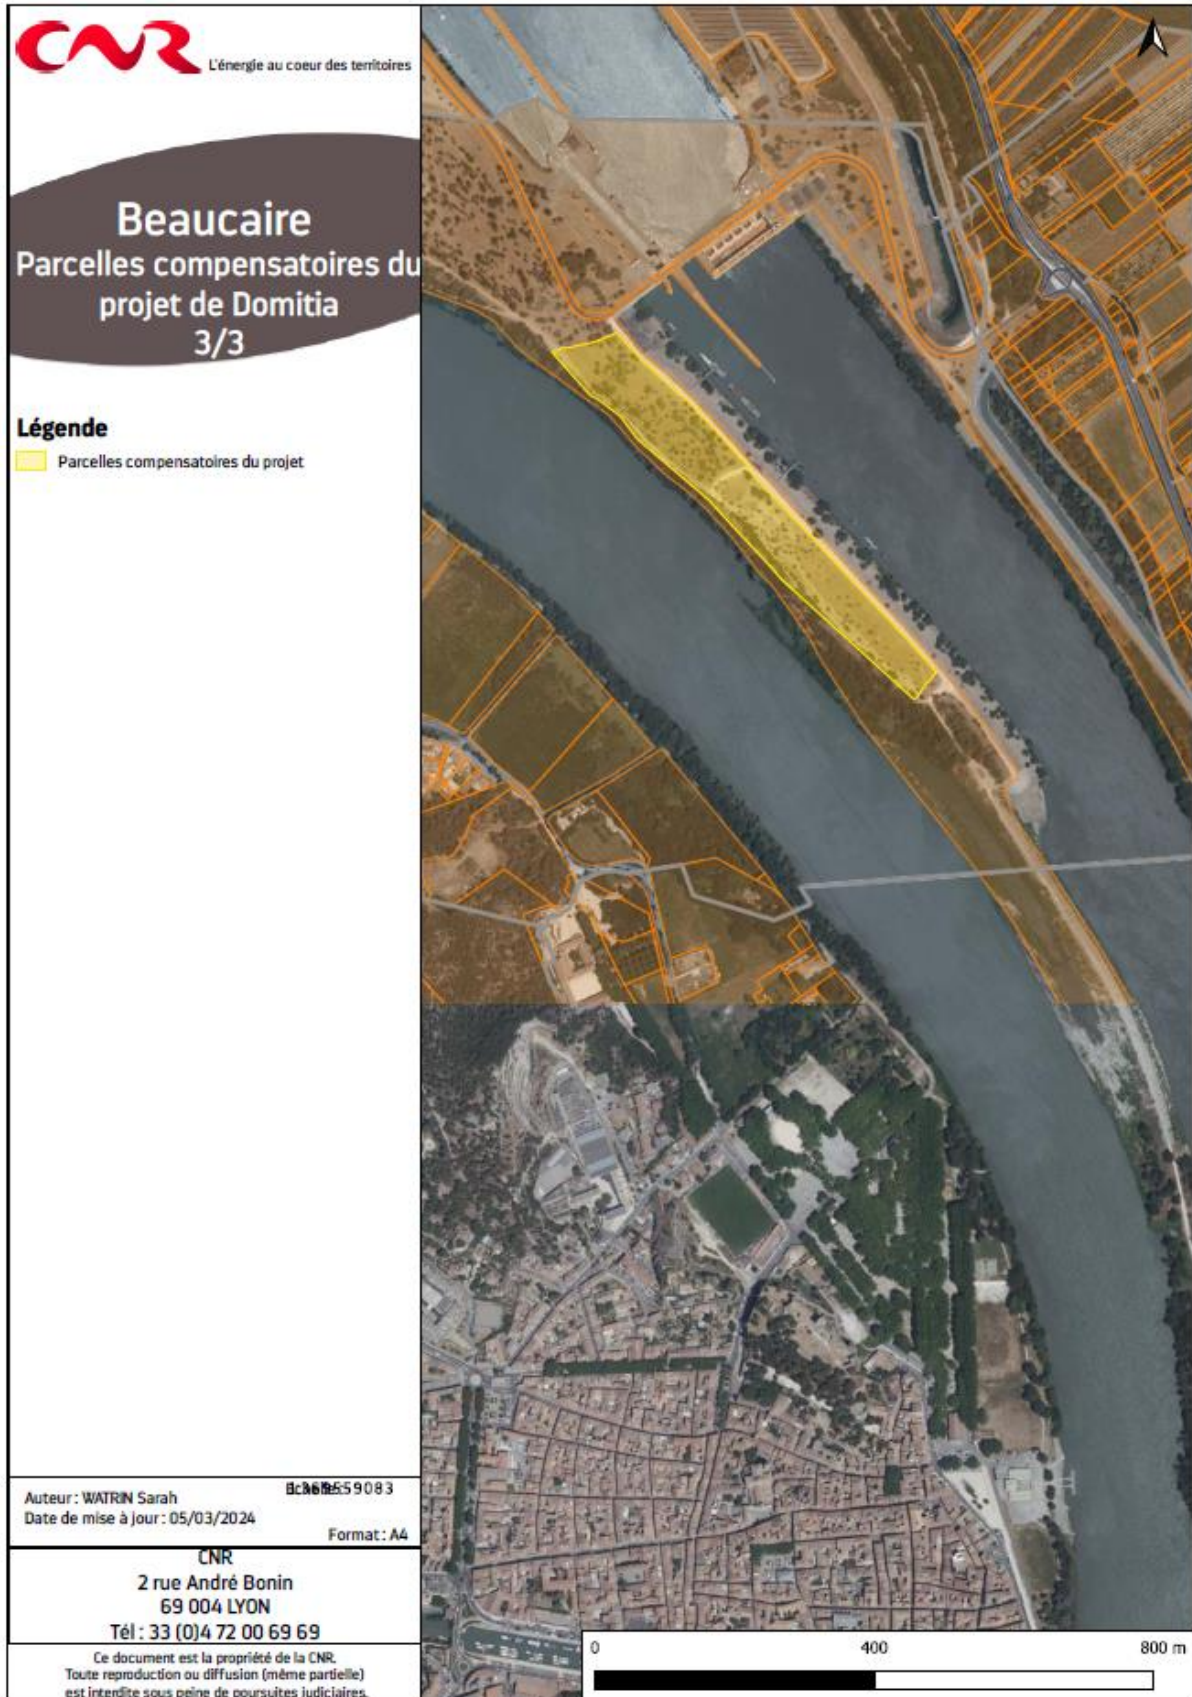 CNR
L'énergie au coeur des territoires
Beaucaire
Parcelles compensatoires du
projet de Domitia
3/3
Légende
Parcelles compensatoires du projet
Auteur : WATRIN Sarah
Date de mise à jour : 05/03/2024
Format : A4
CNR
2 rue André Bonin
69 004 LYON
Tél : 33 (0)4 72 00 69 69
Ce document est la propriété de la CNR.
Toute reproduction ou diffusion (même partielle)
est interdite sous peine de poursuites judiciaires.
0 400 800 m